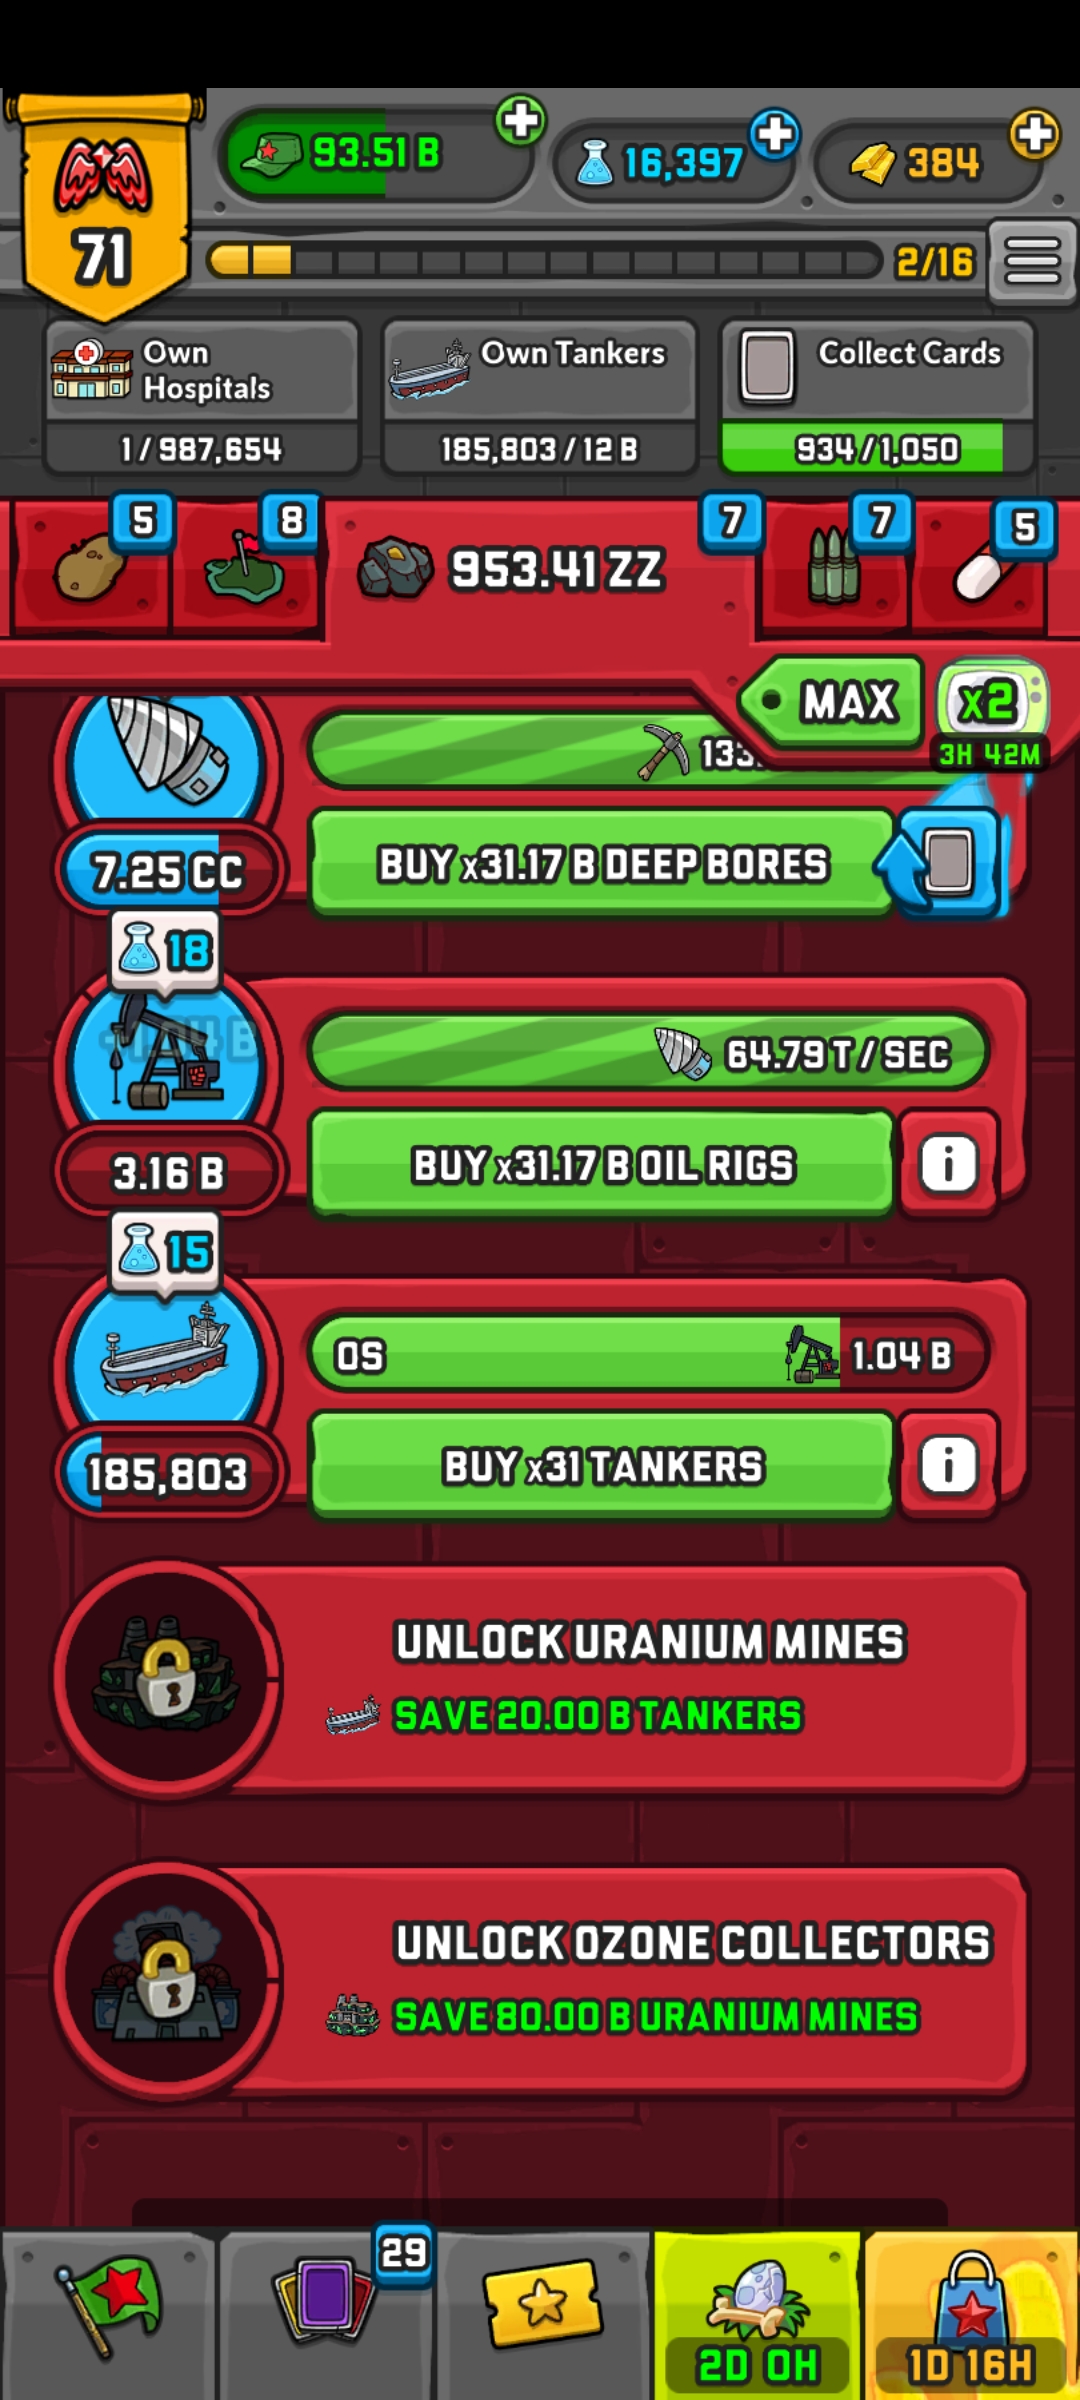 93.51 B
16,397
384
71
2/16
Own
Hospitals
1/987,654
Own Tankers
185,803/12 B
Collect Cards
934/1,050
5
8
953.41 ZZ
7
7
5
MAX
x2
3H 42M
133.
7.25 CC
BUY x31.17 B DEEP BORES
18
64.79 T/SEC
3.16 B
BUY x31.17 B OIL RIGS
15
0S
1.04 B
185,803
BUY x31 TANKERS
UNLOCK URANIUM MINES
SAVE 20.00 B TANKERS
UNLOCK OZONE COLLECTORS
SAVE 80.00 B URANIUM MINES
29
2D 0H
1D 16H